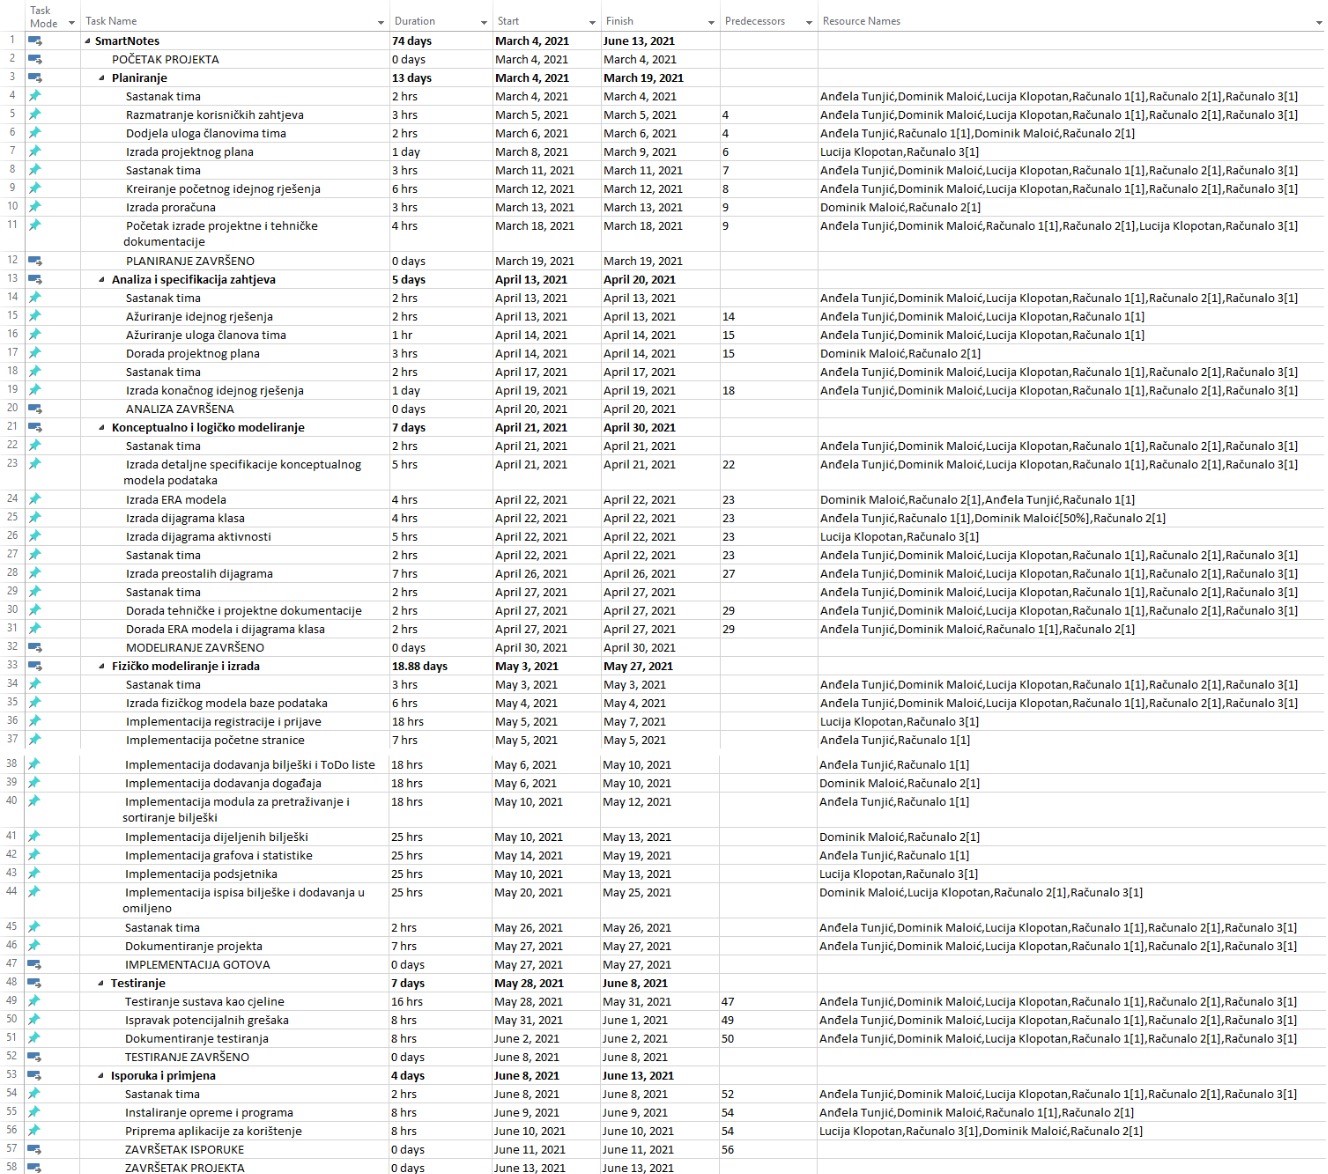 Task
Mode Task Name Duration Start Finish Predecessors Resource Names
1 SmartNotes 74 days March 4, 2021 June 13, 2021
2 POČETAK PROJEKTA 0 days March 4, 2021 March 4, 2021
3 Planiranje 13 days March 4, 2021 March 19, 2021
4 Sastanak tima 2 hrs March 4, 2021 March 4, 2021 Anđela Tunjić,Dominik Maloić,Lucija Klopotan,Računalo 1[1],Računalo 2[1],Računalo 3[1]
5 Razmatranje korisničkih zahtjeva 3 hrs March 5, 2021 March 5, 2021 4 Anđela Tunjić,Dominik Maloić,Lucija Klopotan,Računalo 1[1],Računalo 2[1],Računalo 3[1]
6 Dodjela uloga članovima tima 2 hrs March 6, 2021 March 6, 2021 4 Anđela Tunjić,Računalo 1[1],Dominik Maloić,Računalo 2[1]
7 Izrada projektnog plana 1 day March 8, 2021 March 9, 2021 6 Lucija Klopotan,Računalo 3[1]
8 Sastanak tima 3 hrs March 11, 2021 March 11, 2021 7 Anđela Tunjić,Dominik Maloić,Lucija Klopotan,Računalo 1[1],Računalo 2[1],Računalo 3[1]
9 Kreiranje početnog idejnog rješenja 6 hrs March 12, 2021 March 12, 2021 8 Anđela Tunjić,Dominik Maloić,Lucija Klopotan,Računalo 1[1],Računalo 2[1],Računalo 3[1]
10 Izrada proračuna 3 hrs March 13, 2021 March 13, 2021 9 Dominik Maloić,Računalo 2[1]
11 Početak izrade projektne i tehničke 4 hrs March 18, 2021 March 18, 2021 9 Anđela Tunjić,Dominik Maloić,Računalo 1[1],Računalo 2[1],Lucija Klopotan,Računalo 3[1]
dokumentacije
12 PLANIRANJE ZAVRŠENO 0 days March 19, 2021 March 19, 2021
13 Analiza i specifikacija zahtjeva 5 days April 13, 2021 April 20, 2021
14 Sastanak tima 2 hrs April 13, 2021 April 13, 2021 Anđela Tunjić,Dominik Maloić,Lucija Klopotan,Računalo 1[1],Računalo 2[1],Računalo 3[1]
15 Ažuriranje idejnog rješenja 2 hrs April 13, 2021 April 13, 2021 14 Anđela Tunjić,Dominik Maloić,Lucija Klopotan,Računalo 1[1]
16 Ažuriranje uloga članova tima 1 hr April 14, 2021 April 14, 2021 15 Anđela Tunjić,Dominik Maloić,Lucija Klopotan,Računalo 1[1]
17 Dorada projektnog plana 3 hrs April 14, 2021 April 14, 2021 15 Dominik Maloić,Računalo 2[1]
18 Sastanak tima 2 hrs April 17, 2021 April 17, 2021 Anđela Tunjić,Dominik Maloić,Lucija Klopotan,Računalo 1[1],Računalo 2[1],Računalo 3[1]
19 Izrada konačnog idejnog rješenja 1 day April 19, 2021 April 19, 2021 18 Anđela Tunjić,Dominik Maloić,Lucija Klopotan,Računalo 1[1],Računalo 2[1],Računalo 3[1]
20 ANALIZA ZAVRŠENA 0 days April 20, 2021 April 20, 2021
21 Konceptualno i logičko modeliranje 7 days April 21, 2021 April 30, 2021
22 Sastanak tima 2 hrs April 21, 2021 April 21, 2021 Anđela Tunjić,Dominik Maloić,Lucija Klopotan,Računalo 1[1],Računalo 2[1],Računalo 3[1]
23 Izrada detaljne specifikacije konceptualnog 5 hrs April 21, 2021 April 21, 2021 22 Anđela Tunjić,Dominik Maloić,Lucija Klopotan,Računalo 1[1],Računalo 2[1],Računalo 3[1]
modela podataka
24 Izrada ERA modela 4 hrs April 22, 2021 April 22, 2021 23 Dominik Maloić,Računalo 2[1],Anđela Tunjić,Računalo 1[1]
25 Izrada dijagrama klasa 4 hrs April 22, 2021 April 22, 2021 23 Anđela Tunjić,Računalo 1[1],Dominik Maloić[50%],Računalo 2[1]
26 Izrada dijagrama aktivnosti 5 hrs April 22, 2021 April 22, 2021 23 Lucija Klopotan,Računalo 3[1]
27 Sastanak tima 2 hrs April 22, 2021 April 22, 2021 23 Anđela Tunjić,Dominik Maloić,Lucija Klopotan,Računalo 1[1],Računalo 2[1],Računalo 3[1]
28 Izrada preostalih dijagrama 7 hrs April 26, 2021 April 26, 2021 27 Anđela Tunjić,Dominik Maloić,Lucija Klopotan,Računalo 1[1],Računalo 2[1],Računalo 3[1]
29 Sastanak tima 2 hrs April 27, 2021 April 27, 2021 Anđela Tunjić,Dominik Maloić,Lucija Klopotan,Računalo 1[1],Računalo 2[1],Računalo 3[1]
30 Dorada tehničke i projektne dokumentacije 2 hrs April 27, 2021 April 27, 2021 29 Anđela Tunjić,Dominik Maloić,Lucija Klopotan,Računalo 1[1],Računalo 2[1],Računalo 3[1]
31 Dorada ERA modela i dijagrama klasa 2 hrs April 27, 2021 April 27, 2021 29 Anđela Tunjić,Dominik Maloić,Računalo 1[1],Računalo 2[1]
32 MODELIRANJE ZAVRŠENO 0 days April 30, 2021 April 30, 2021
33 Fizičko modeliranje i izrada 18.88 days May 3, 2021 May 27, 2021
34 Sastanak tima 3 hrs May 3, 2021 May 3, 2021 Anđela Tunjić,Dominik Maloić,Lucija Klopotan,Računalo 1[1],Računalo 2[1],Računalo 3[1]
35 Izrada fizičkog modela baze podataka 6 hrs May 4, 2021 May 4, 2021 Anđela Tunjić,Dominik Maloić,Lucija Klopotan,Računalo 1[1],Računalo 2[1],Računalo 3[1]
36 Implementacija registracije i prijave 18 hrs May 5, 2021 May 7, 2021 Lucija Klopotan,Računalo 3[1]
37 Implementacija početne stranice 7 hrs May 5, 2021 May 5, 2021 Anđela Tunjić,Računalo 1[1]
38 Implementacija dodavanja bilješki i ToDo liste 18 hrs May 6, 2021 May 10, 2021 Anđela Tunjić,Računalo 1[1]
39 Implementacija dodavanja događaja 18 hrs May 6, 2021 May 10, 2021 Dominik Maloić,Računalo 2[1]
40 Implementacija modula za pretraživanje i 18 hrs May 10, 2021 May 12, 2021 Anđela Tunjić,Računalo 1[1]
sortiranje bilješki
41 Implementacija dijeljenih bilješki 25 hrs May 10, 2021 May 13, 2021 Dominik Maloić,Računalo 2[1]
42 Implementacija grafova i statistike 25 hrs May 14, 2021 May 19, 2021 Anđela Tunjić,Računalo 1[1]
43 Implementacija podsjetnika 25 hrs May 10, 2021 May 13, 2021 Lucija Klopotan,Računalo 3[1]
44 Implementacija ispisa bilješke i dodavanja u 25 hrs May 20, 2021 May 25, 2021 Dominik Maloić,Lucija Klopotan,Računalo 2[1],Računalo 3[1]
omiljeno
45 Sastanak tima 2 hrs May 26, 2021 May 26, 2021 Anđela Tunjić,Dominik Maloić,Lucija Klopotan,Računalo 1[1],Računalo 2[1],Računalo 3[1]
46 Dokumentiranje projekta 7 hrs May 27, 2021 May 27, 2021 Anđela Tunjić,Dominik Maloić,Lucija Klopotan,Računalo 1[1],Računalo 2[1],Računalo 3[1]
47 IMPLEMENTACIJA GOTOVA 0 days May 27, 2021 May 27, 2021
48 Testiranje 7 days May 28, 2021 June 8, 2021
49 Testiranje sustava kao cjeline 16 hrs May 28, 2021 May 31, 2021 47 Anđela Tunjić,Dominik Maloić,Lucija Klopotan,Računalo 1[1],Računalo 2[1],Računalo 3[1]
50 Ispravak potencijalnih grešaka 8 hrs May 31, 2021 June 1, 2021 49 Anđela Tunjić,Dominik Maloić,Lucija Klopotan,Računalo 1[1],Računalo 2[1],Računalo 3[1]
51 Dokumentiranje testiranja 8 hrs June 2, 2021 June 2, 2021 50 Anđela Tunjić,Dominik Maloić,Lucija Klopotan,Računalo 1[1],Računalo 2[1],Računalo 3[1]
52 TESTIRANJE ZAVRŠENO 0 days June 8, 2021 June 8, 2021
53 Isporuka i primjena 4 days June 8, 2021 June 13, 2021
54 Sastanak tima 2 hrs June 8, 2021 June 8, 2021 52 Anđela Tunjić,Dominik Maloić,Lucija Klopotan,Računalo 1[1],Računalo 2[1],Računalo 3[1]
55 Instaliranje opreme i programa 8 hrs June 9, 2021 June 9, 2021 54 Anđela Tunjić,Dominik Maloić,Računalo 1[1],Računalo 2[1]
56 Priprema aplikacije za korištenje 8 hrs June 10, 2021 June 10, 2021 54 Lucija Klopotan,Računalo 3[1],Dominik Maloić,Računalo 2[1]
57 ZAVRŠETAK ISPORUKE 0 days June 11, 2021 June 11, 2021 56
58 ZAVRŠETAK PROJEKTA 0 days June 13, 2021 June 13, 2021